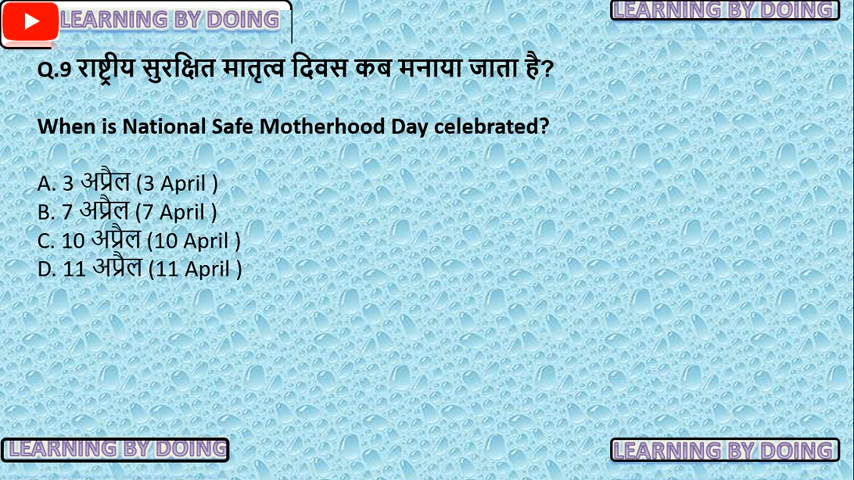 LEARNING BY DOING
LEARNING BY DOING
Q.9 राष्ट्रीय सुरक्षित मातृत्व दिवस कब मनाया जाता है?
When is National Safe Motherhood Day celebrated?
A. 3 अप्रैल (3 April )
B. 7 अप्रैल (7 April )
C. 10 अप्रैल (10 April )
D. 11 अप्रैल (11 April )
LEARNING BY DOING
LEARNING BY DOING